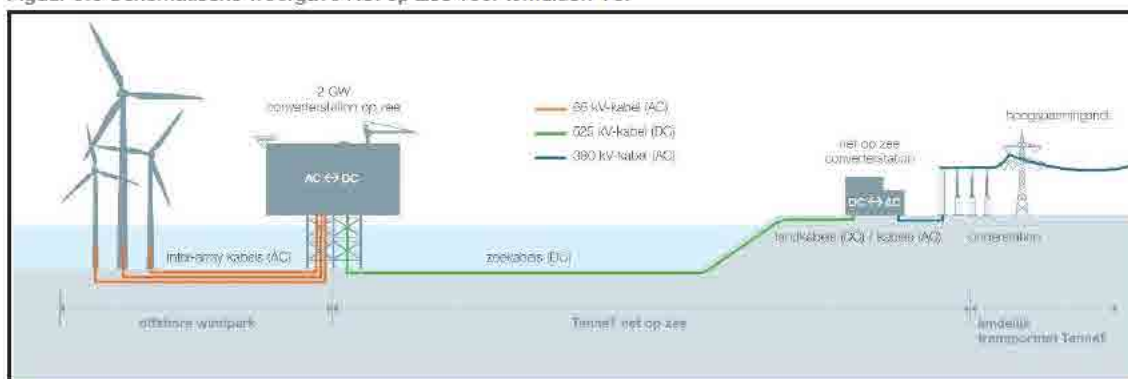 2 GW
converterstation op zee
66 kV-kabel (AC)
525 kV-kabel (DC)
380 kV-kabel (AC)
hoogspanningsnet
net op zee
converterstation
AC ↔ DC
DC ↔ AC
inter-array kabels (AC)
zeekabels (DC)
landkabels (DC) / kabels (AC)
onderstation
offshore windpark
TenneT net op zee
landelijk
transportnet TenneT